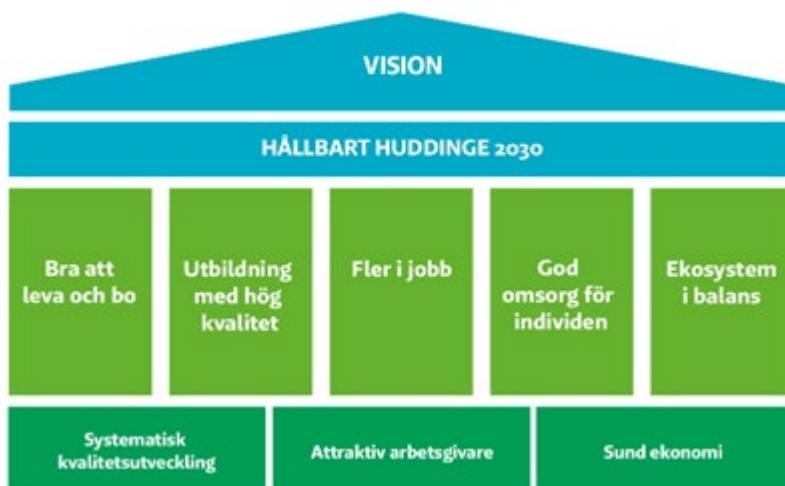 VISION
HÅLLBART HUDDINGE 2030
Bra att
leva och bo
Utbildning
med hög
kvalitet
Fler i jobb
God
omsorg för
individen
Ekosystem
i balans
Systematisk
kvalitetsutveckling
Attraktiv arbetsgivare
Sund ekonomi